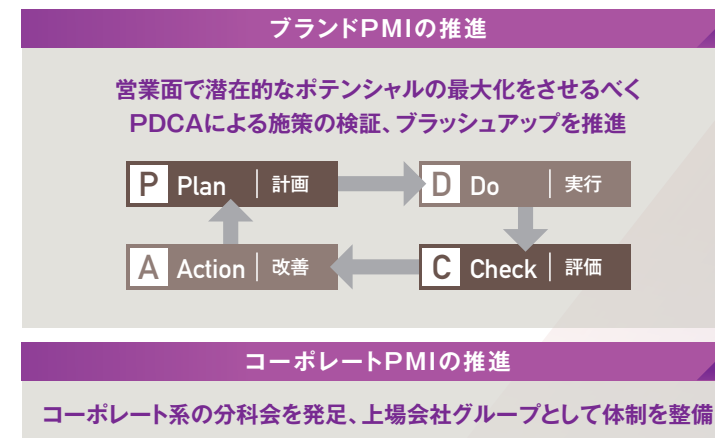 ブランドPMIの推進
営業面で潜在的なポテンシャルの最大化をさせるべく
PDCAによる施策の検証、ブラッシュアップを推進
P Plan 計画
D Do 実行
A Action 改善
C Check 評価
コーポレートPMIの推進
コーポレート系の分科会を発足、上場会社グループとして体制を整備